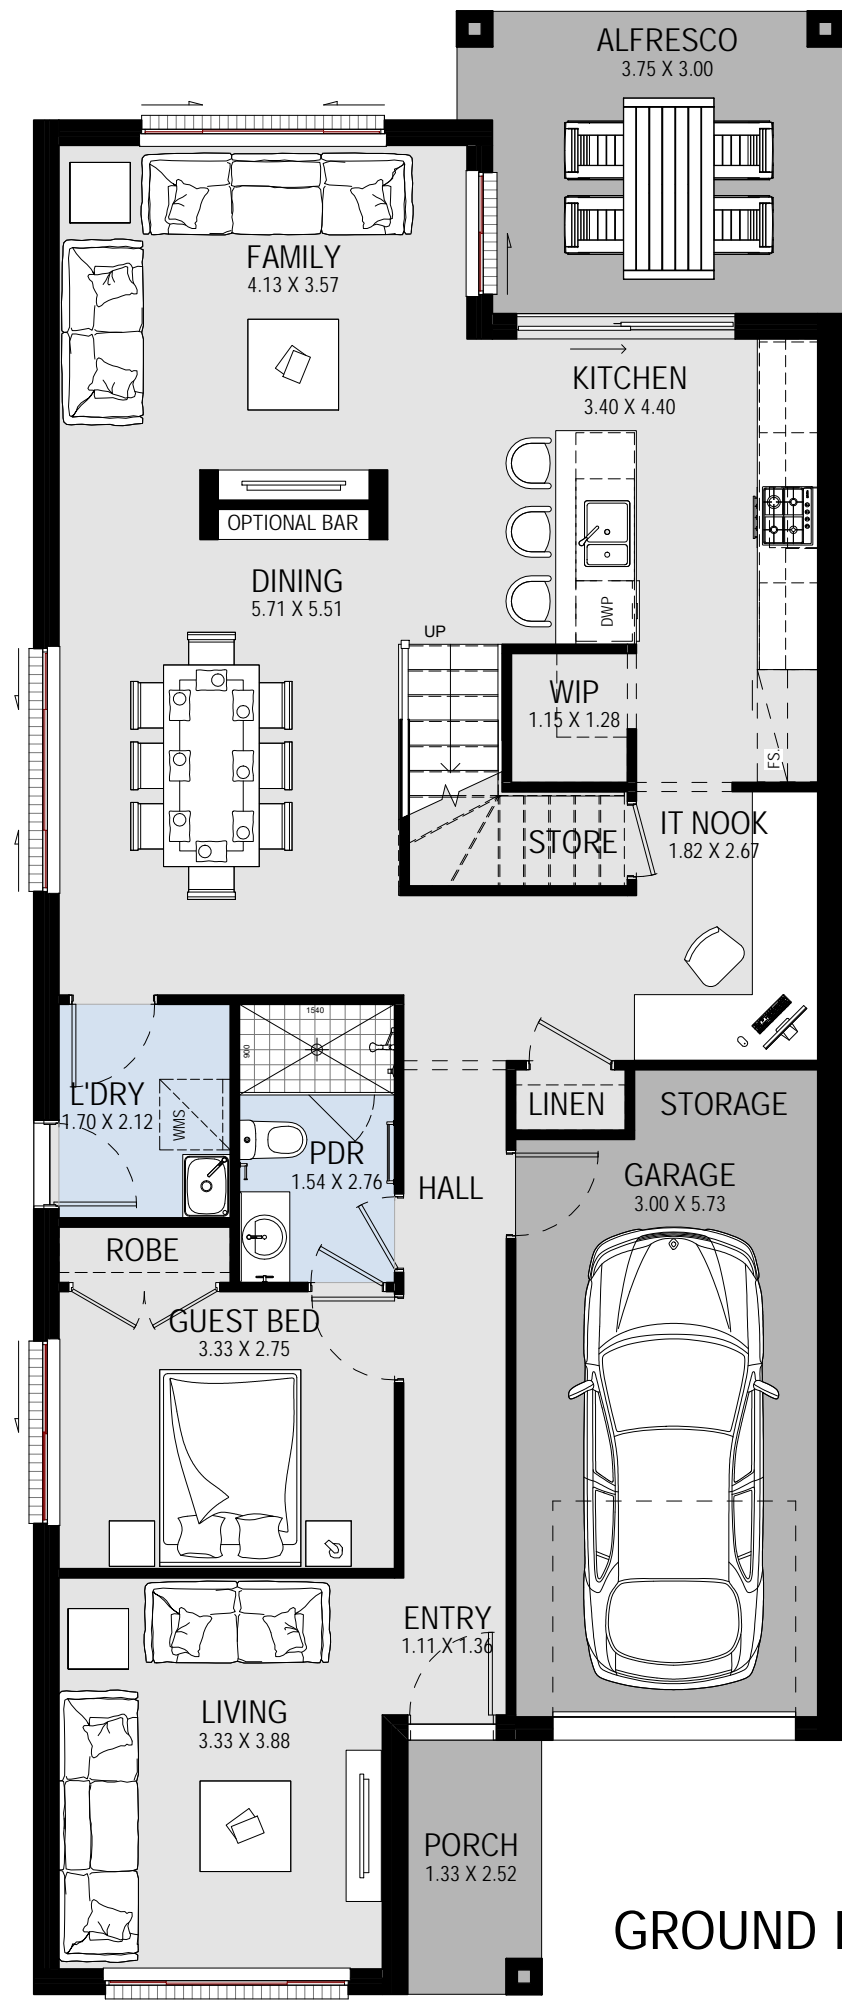 ALFRESCO
3.75 X 3.00
FAMILY
4.13 X 3.57
KITCHEN
3.40 X 4.40
OPTIONAL BAR
DINING
5.71 X 5.51
DWP
UP
WIP
1.15 X 1.28
FS.
STORE
IT NOOK
1.82 X 2.67
1540
900
L'DRY
1.70 X 2.12
WMS
PDR
1.54 X 2.76
LINEN
STORAGE
HALL
GARAGE
3.00 X 5.73
ROBE
GUEST BED
3.33 X 2.75
ENTRY
1.11 X 1.36
LIVING
3.33 X 3.88
PORCH
1.33 X 2.52
GROUND